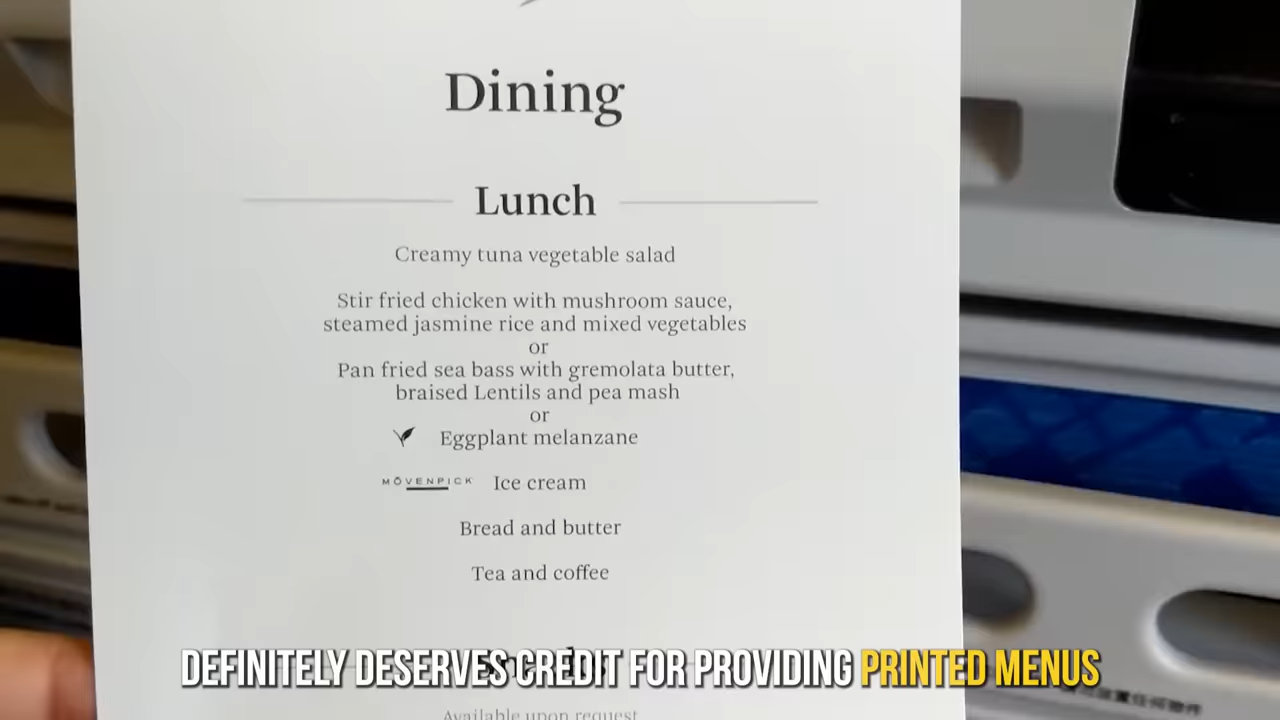 Dining
Lunch
Creamy tuna vegetable salad
Stir fried chicken with mushroom sauce,
steamed jasmine rice and mixed vegetables
or
Pan fried sea bass with gremolata butter,
braised Lentils and pea mash
or
Eggplant melanzane
MÖVENPICK Ice cream
Bread and butter
Tea and coffee
DEFINITELY DESERVES CREDIT FOR PROVIDING PRINTED MENUS
Available upon request